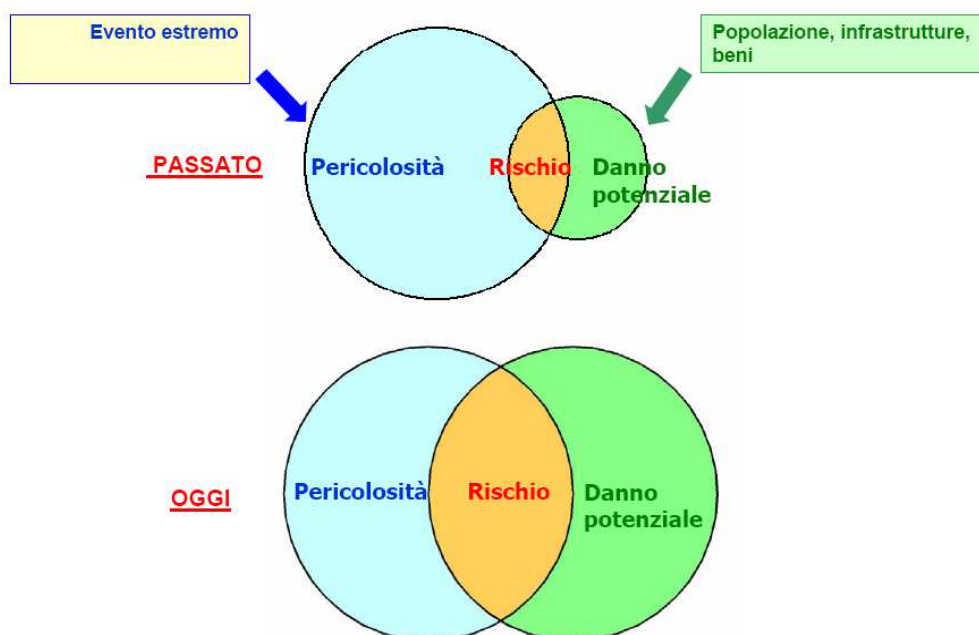 Evento estremo
Popolazione, infrastrutture,
beni
PASSATO
Pericolosità
Rischio
Danno
potenziale
OGGI
Pericolosità
Rischio
Danno
potenziale